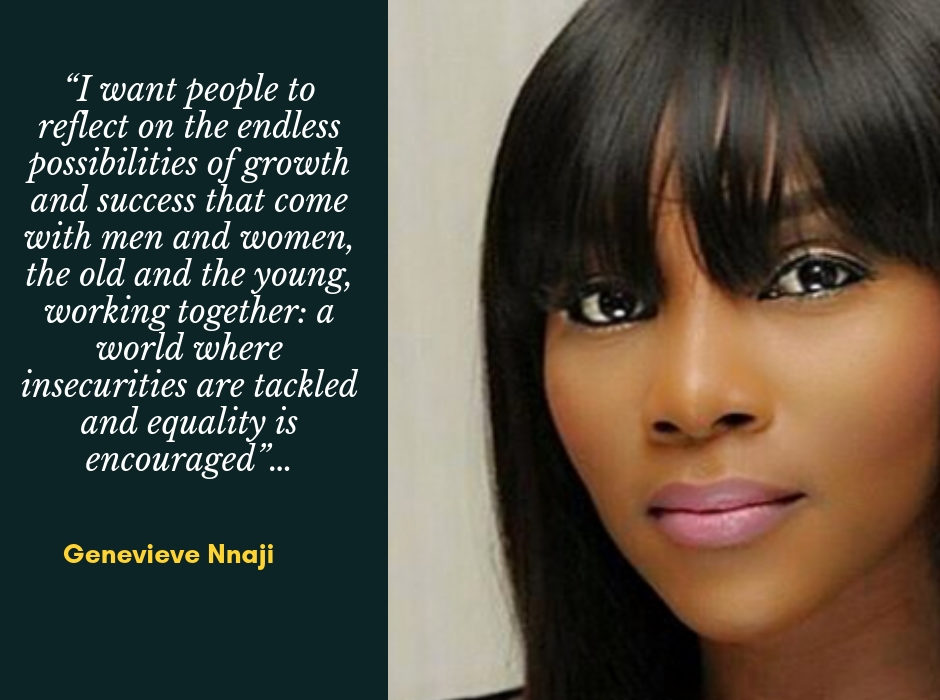 “I want people to
reflect on the endless
possibilities of growth
and success that come
with men and women,
the old and the young,
working together: a
world where
insecurities are tackled
and equality is
encouraged”...
Genevieve Nnaji